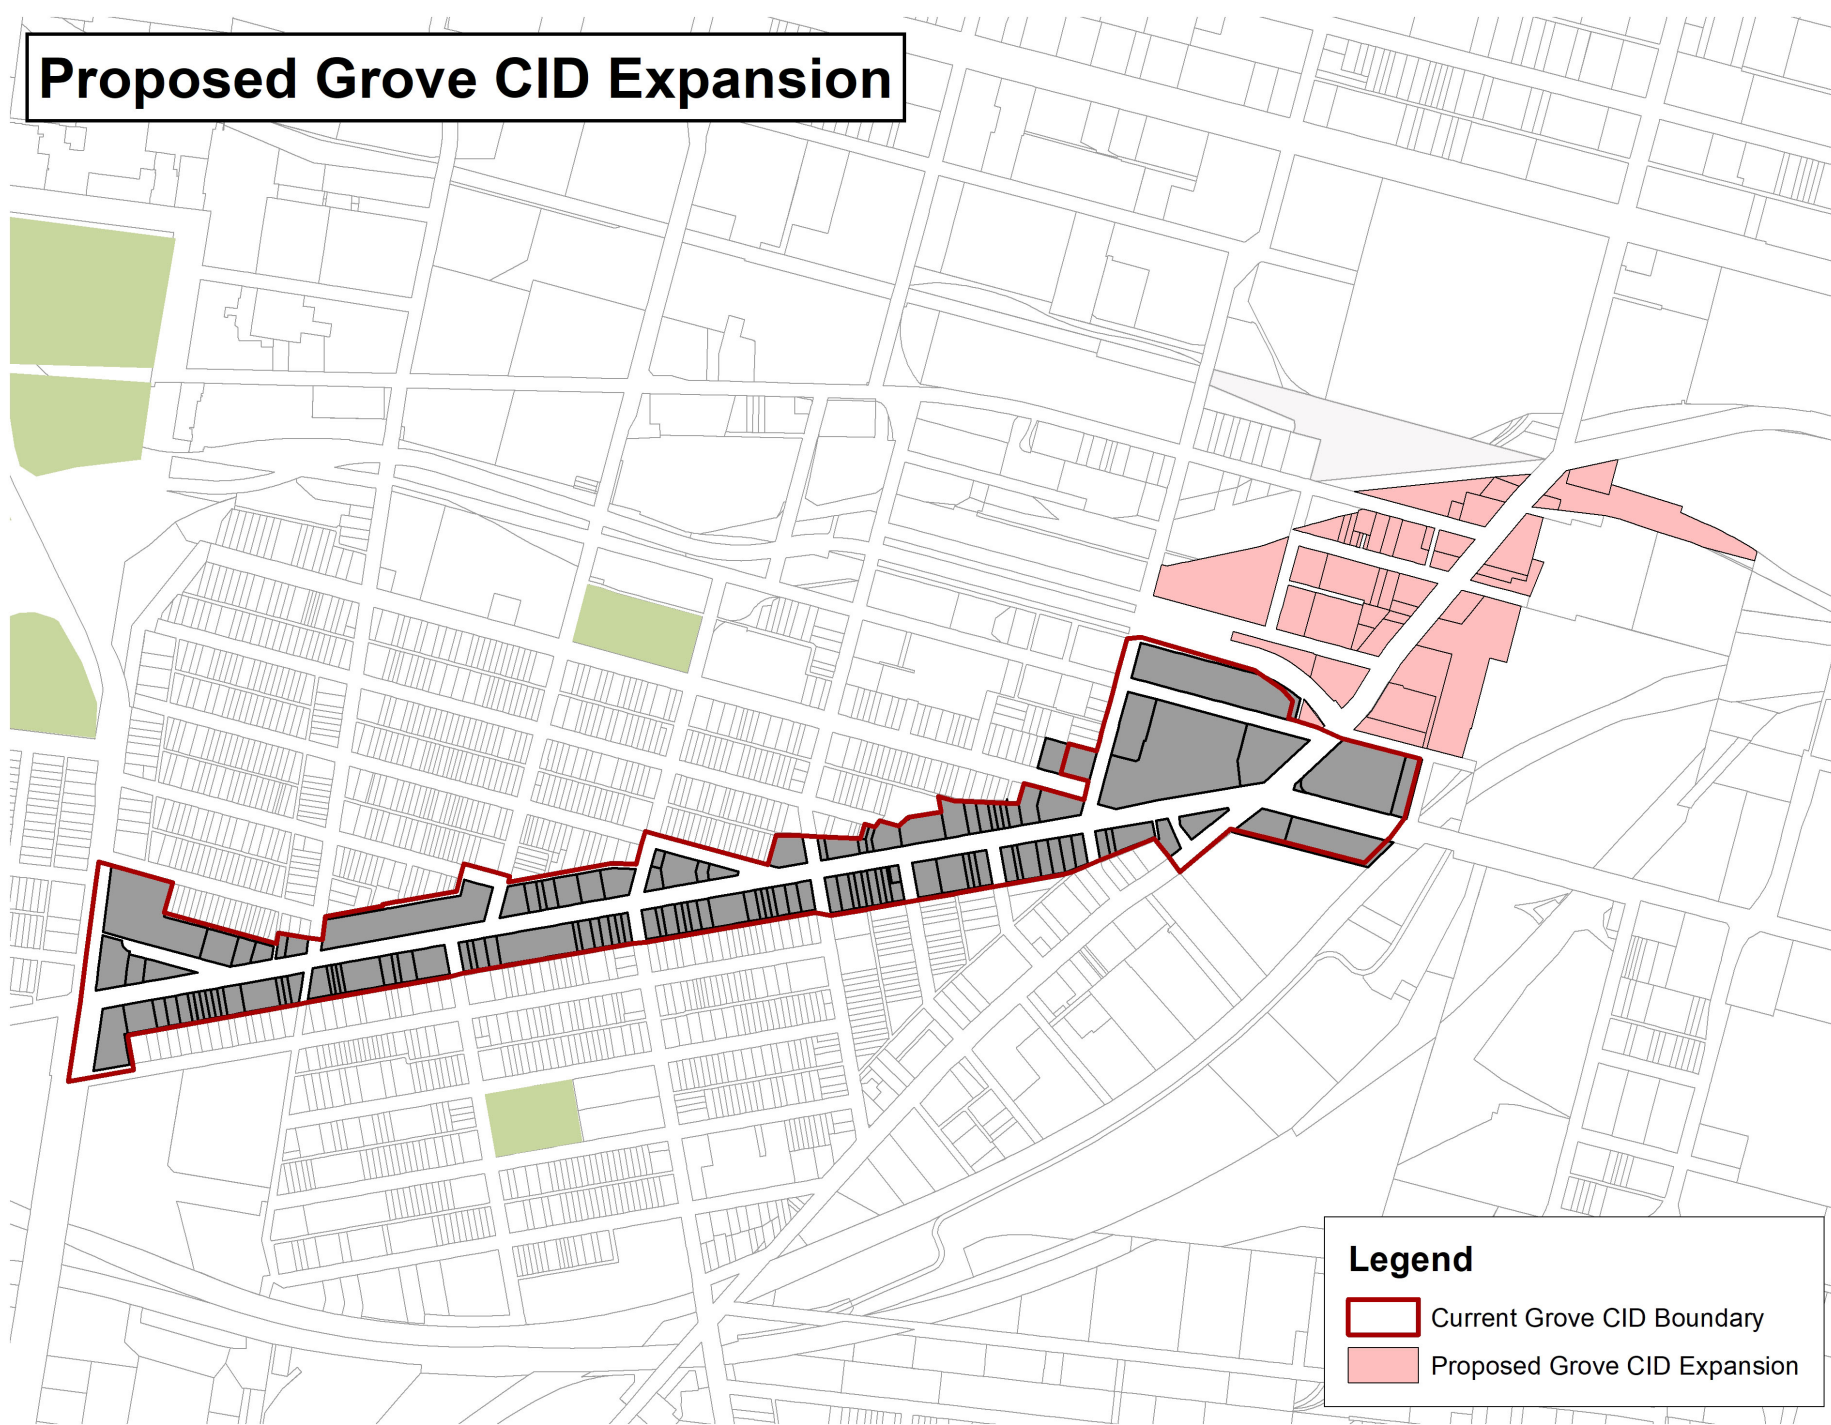 Proposed Grove CID Expansion
Legend
Current Grove CID Boundary
Proposed Grove CID Expansion